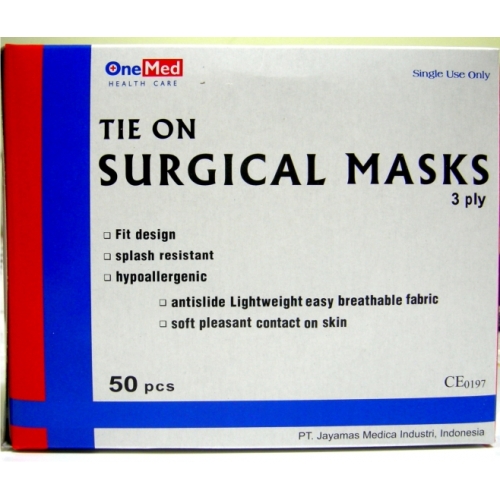 OneMed
HEALTH CARE
Single Use Only
TIE ON
SURGICAL MASKS
3 ply
Fit design
splash resistant
hypoallergenic
antislide Lightweight easy breathable fabric
soft pleasant contact on skin
50 pcs
CE0197
PT. Jayamas Medica Industri, Indonesia